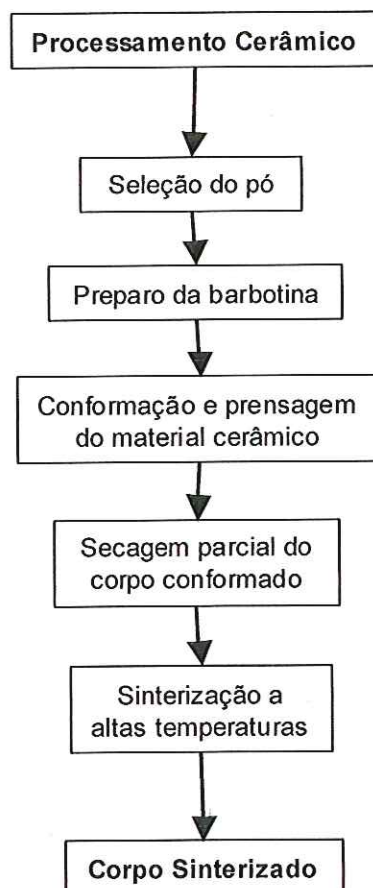 Processamento Cerâmico
Seleção do pó
Preparo da barbotina
Conformação e prensagem
do material cerâmico
Secagem parcial do
corpo conformado
Sinterização a
altas temperaturas
Corpo Sinterizado